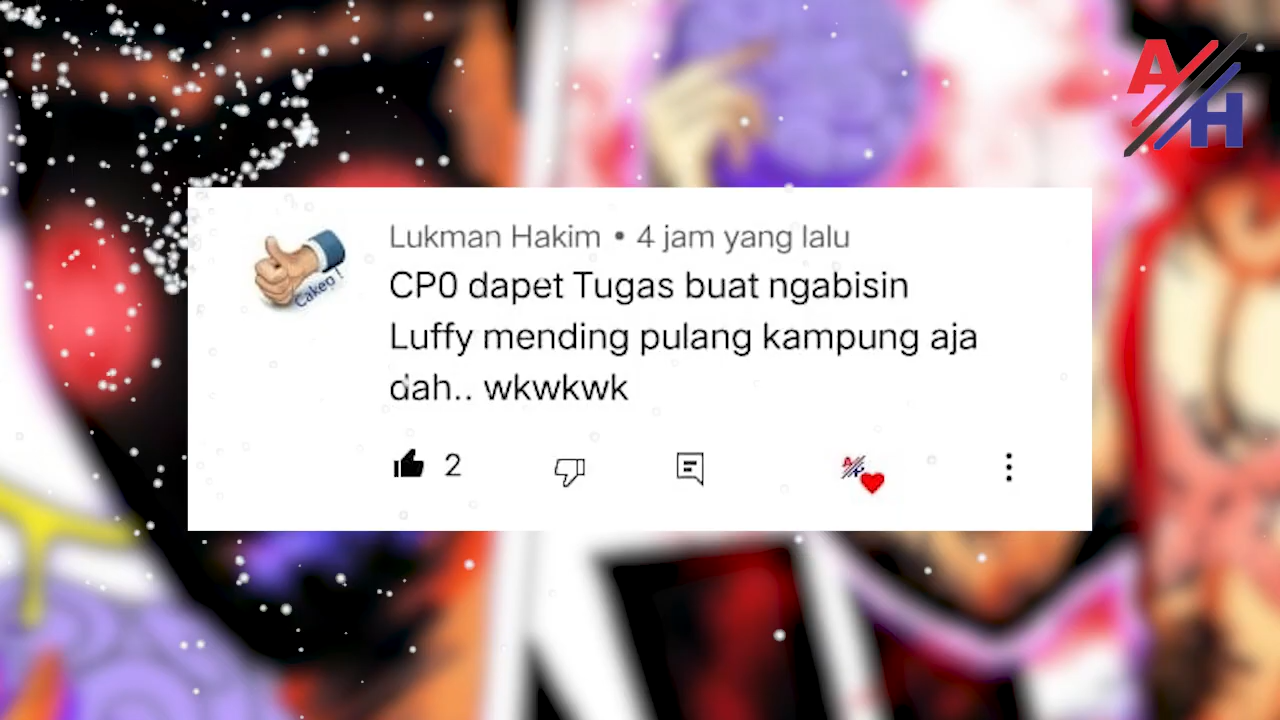 A/H
Lukman Hakim • 4 jam yang lalu
CP0 dapet Tugas buat ngabisin
Luffy mending pulang kampung aja
dah.. wkwkwk
Cakep !
2